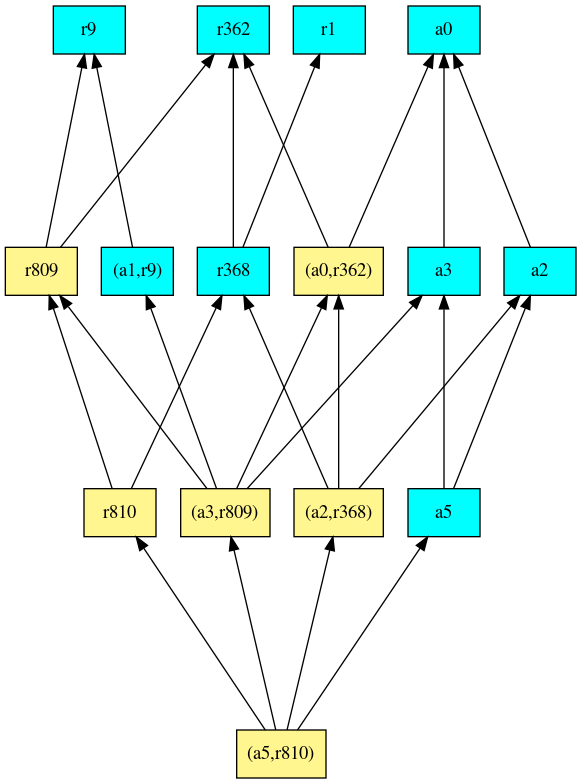 r9
r362
r1
a0
r809
(a1,r9)
r368
(a0,r362)
a3
a2
r810
(a3,r809)
(a2,r368)
a5
(a5,r810)